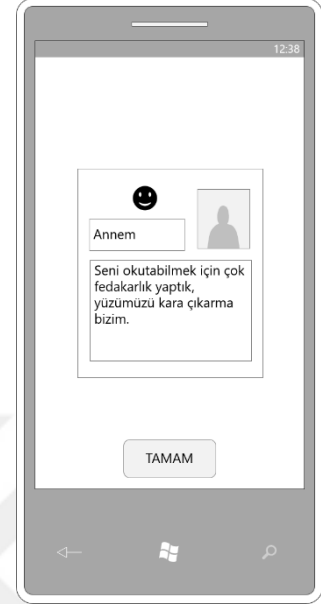 12:38
Annem
Seni okutabilmek için çok
fedakarlık yaptık,
yüzümüzü kara çıkarma
bizim.
TAMAM